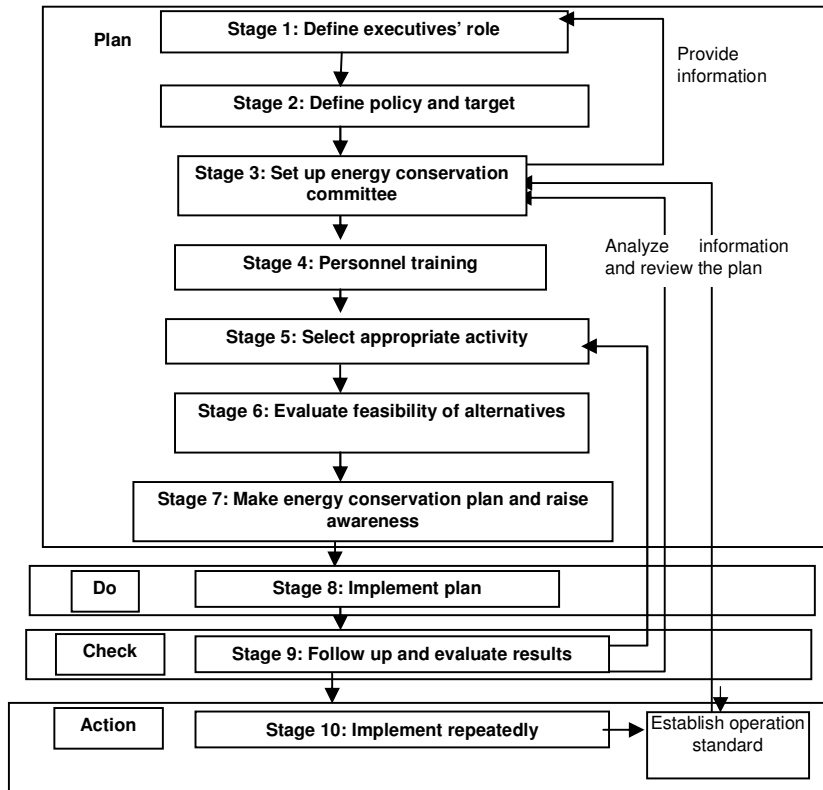 Plan
Stage 1: Define executives’ role
Provide
information
Stage 2: Define policy and target
Stage 3: Set up energy conservation
committee
Analyze information
and review the plan
Stage 4: Personnel training
Stage 5: Select appropriate activity
Stage 6: Evaluate feasibility of alternatives
Stage 7: Make energy conservation plan and raise
awareness
Do
Stage 8: Implement plan
Check
Stage 9: Follow up and evaluate results
Action
Stage 10: Implement repeatedly
Establish operation
standard